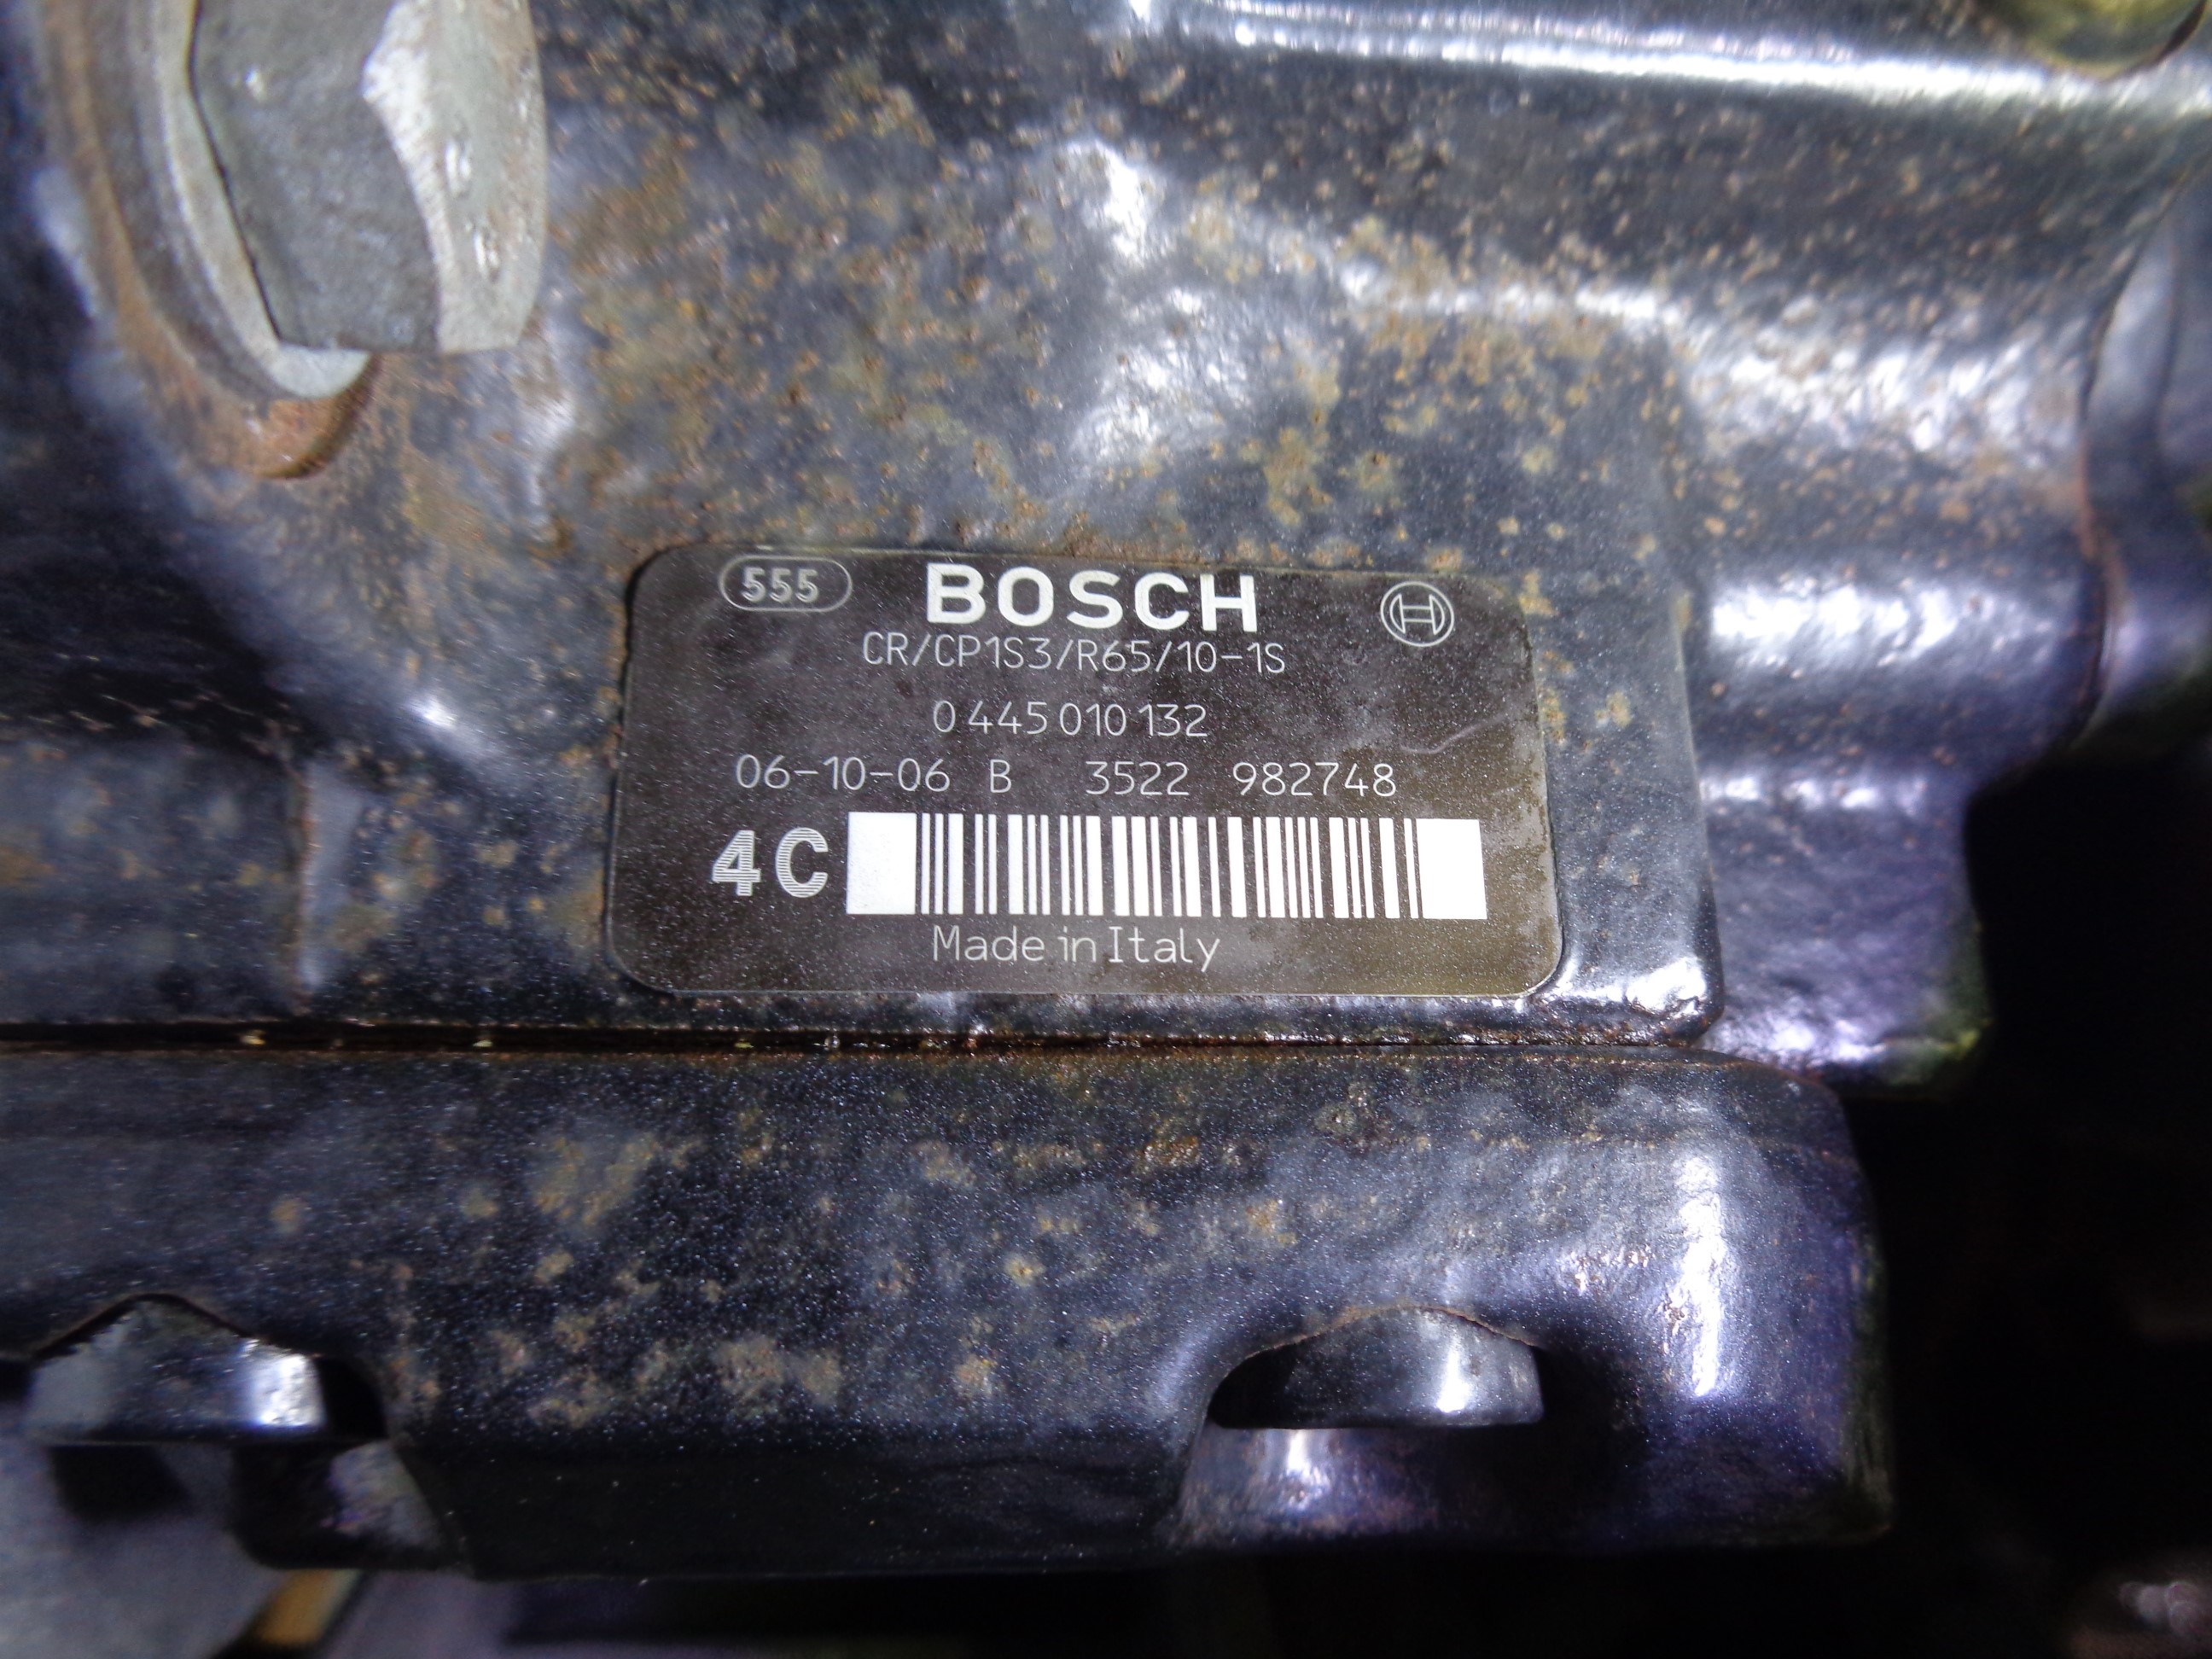 555 BOSCH
CR/CP1S3/R65/10-1S
0 445 010 132
06-10-06 B 3522 982748
4C
Made in Italy